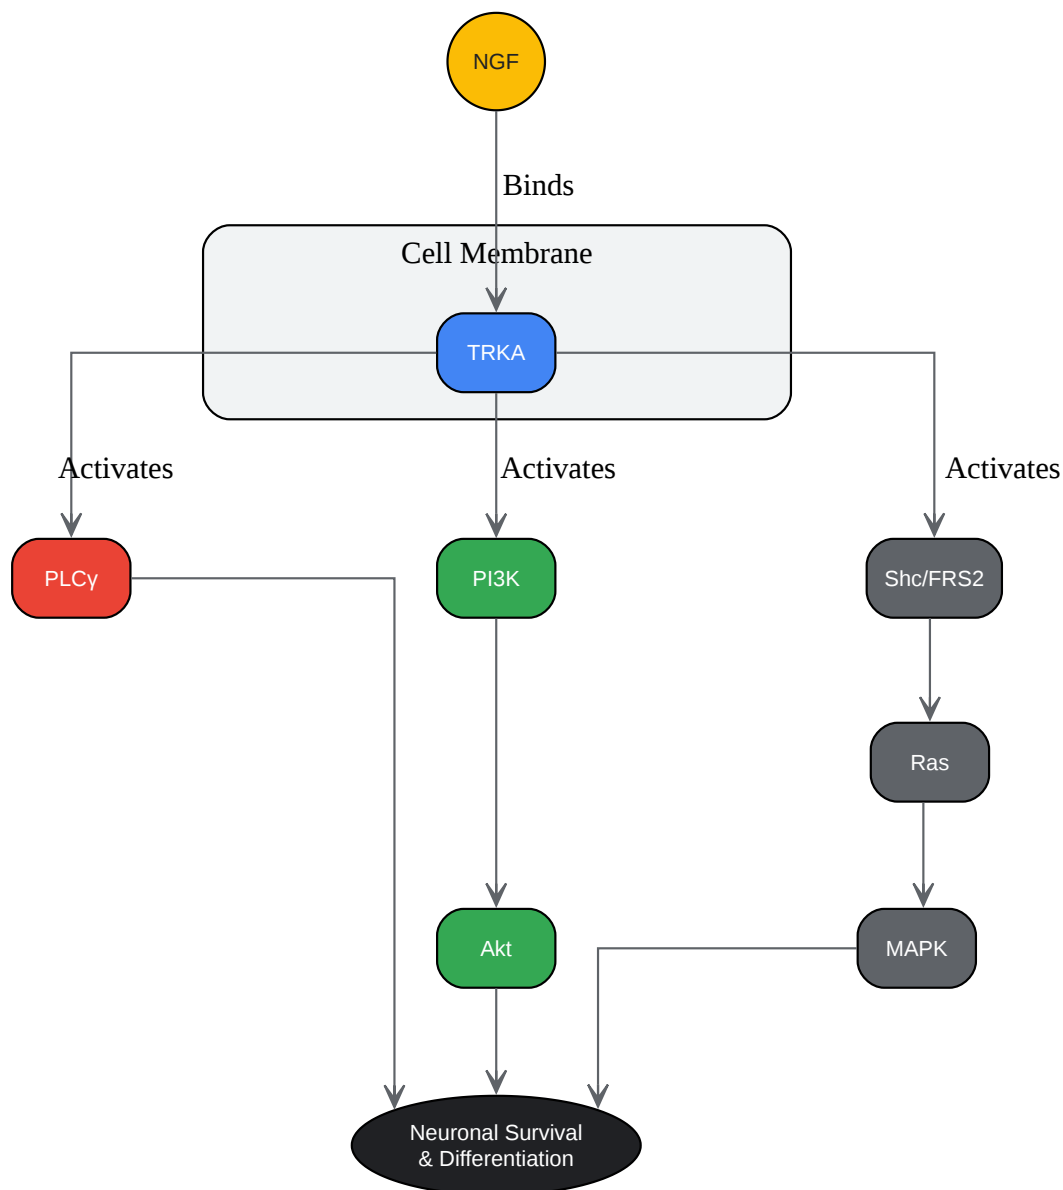 NGF
Binds
Cell Membrane
TRKA
Activates
Activates
Activates
PLCγ
PI3K
Shc/FRS2
Ras
Akt
MAPK
Neuronal Survival
& Differentiation